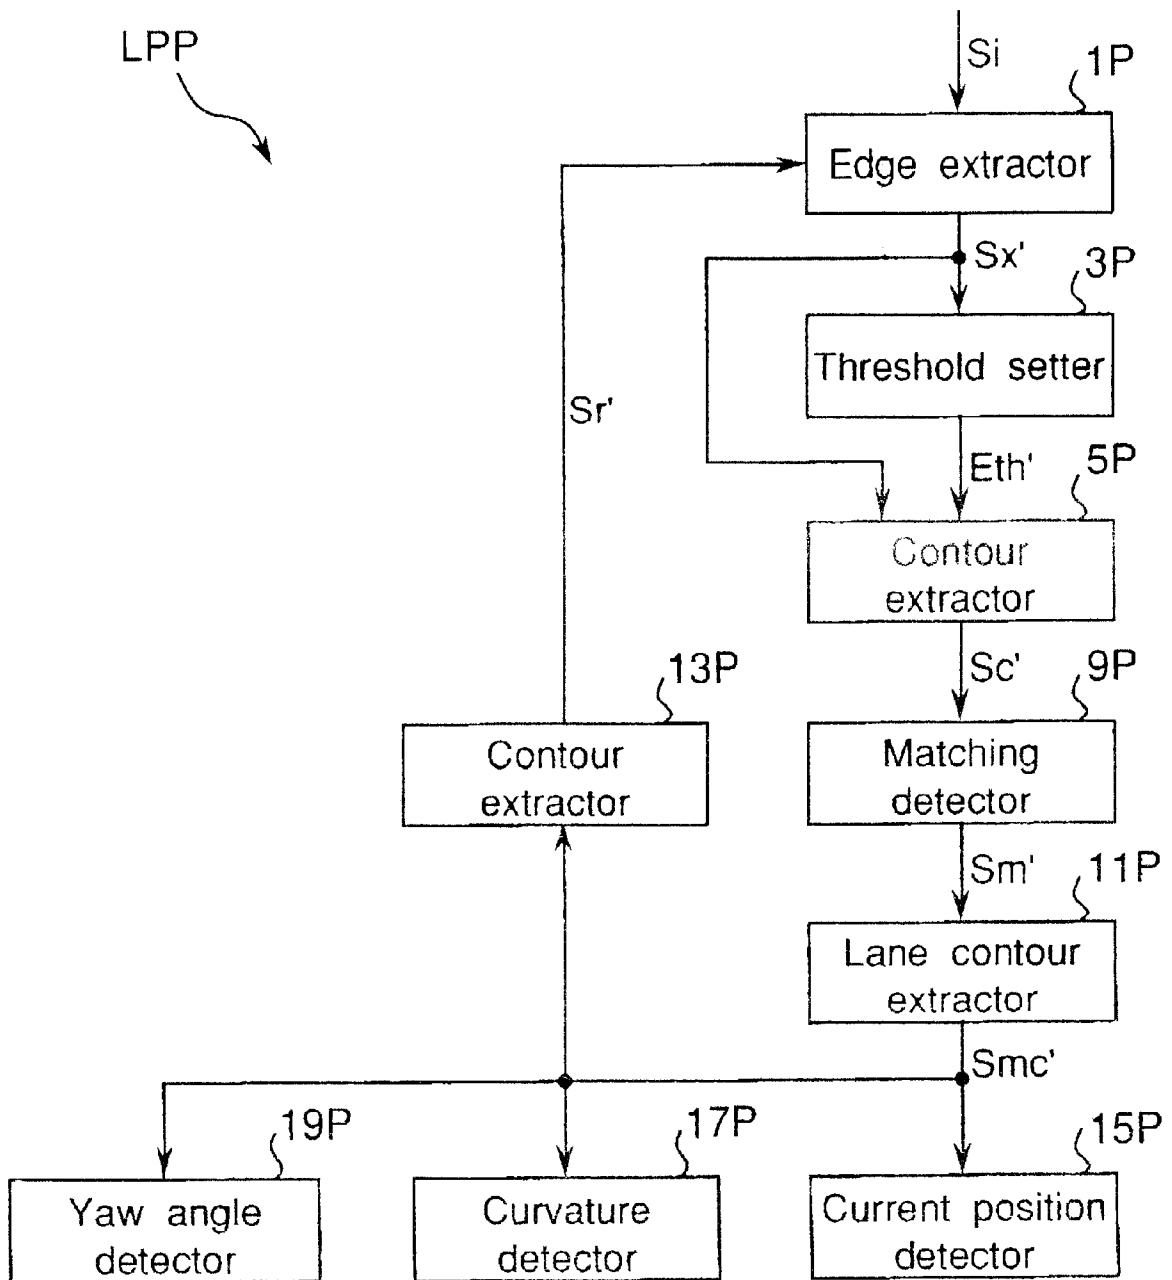 LPP
Si
1P
Edge extractor
Sx'
3P
Threshold setter
Sr'
Eth'
5P
Contour
extractor
Sc'
13P
9P
Contour
extractor
Matching
detector
Sm'
11P
Lane contour
extractor
Smc'
19P
17P
15P
Yaw angle
detector
Curvature
detector
Current position
detector